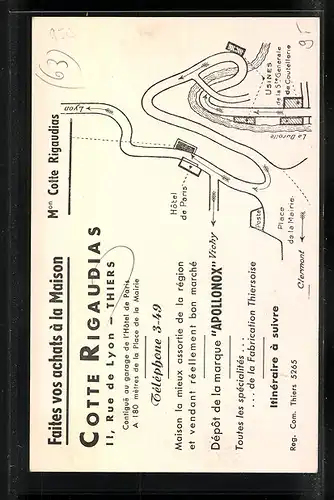 Faites vos achats à la Maison
COTTE RIGAUDIAS
11, Rue de Lyon — THIERS
Contiguë au garage de l'Hôtel de Paris
A 180 mètres de la Place de la Mairie
Téléphone 3-49
Maison la mieux assortie de la région
et vendant réellement bon marché
Dépôt de la marque "APOLLONOX"
Toutes les spécialités...
... de la Fabrication Thiersoise
Itinéraire à suivre
Reg. Com. Thiers 5265
Mon Cotte Rigaudias
Lyon
Hôtel
de Paris
Vichy
Poste
Place
de la Mairie
Clermont
USINES
de la Sté Générale
de Coutellerie
La Durolle
(63)